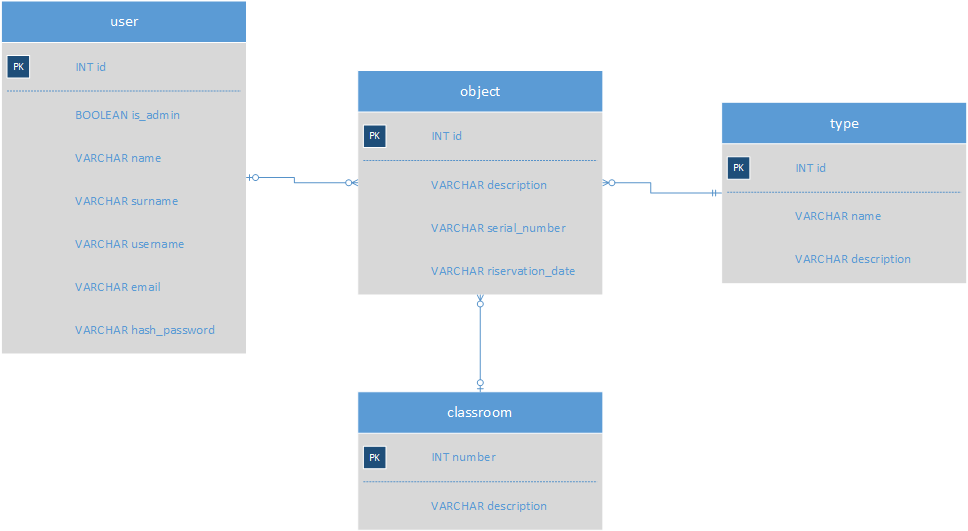 user
PK
INT id
BOOLEAN is_admin
VARCHAR name
VARCHAR surname
VARCHAR username
VARCHAR email
VARCHAR hash_password
object
PK
INT id
VARCHAR description
VARCHAR serial_number
VARCHAR riservation_date
type
PK
INT id
VARCHAR name
VARCHAR description
classroom
PK
INT number
VARCHAR description